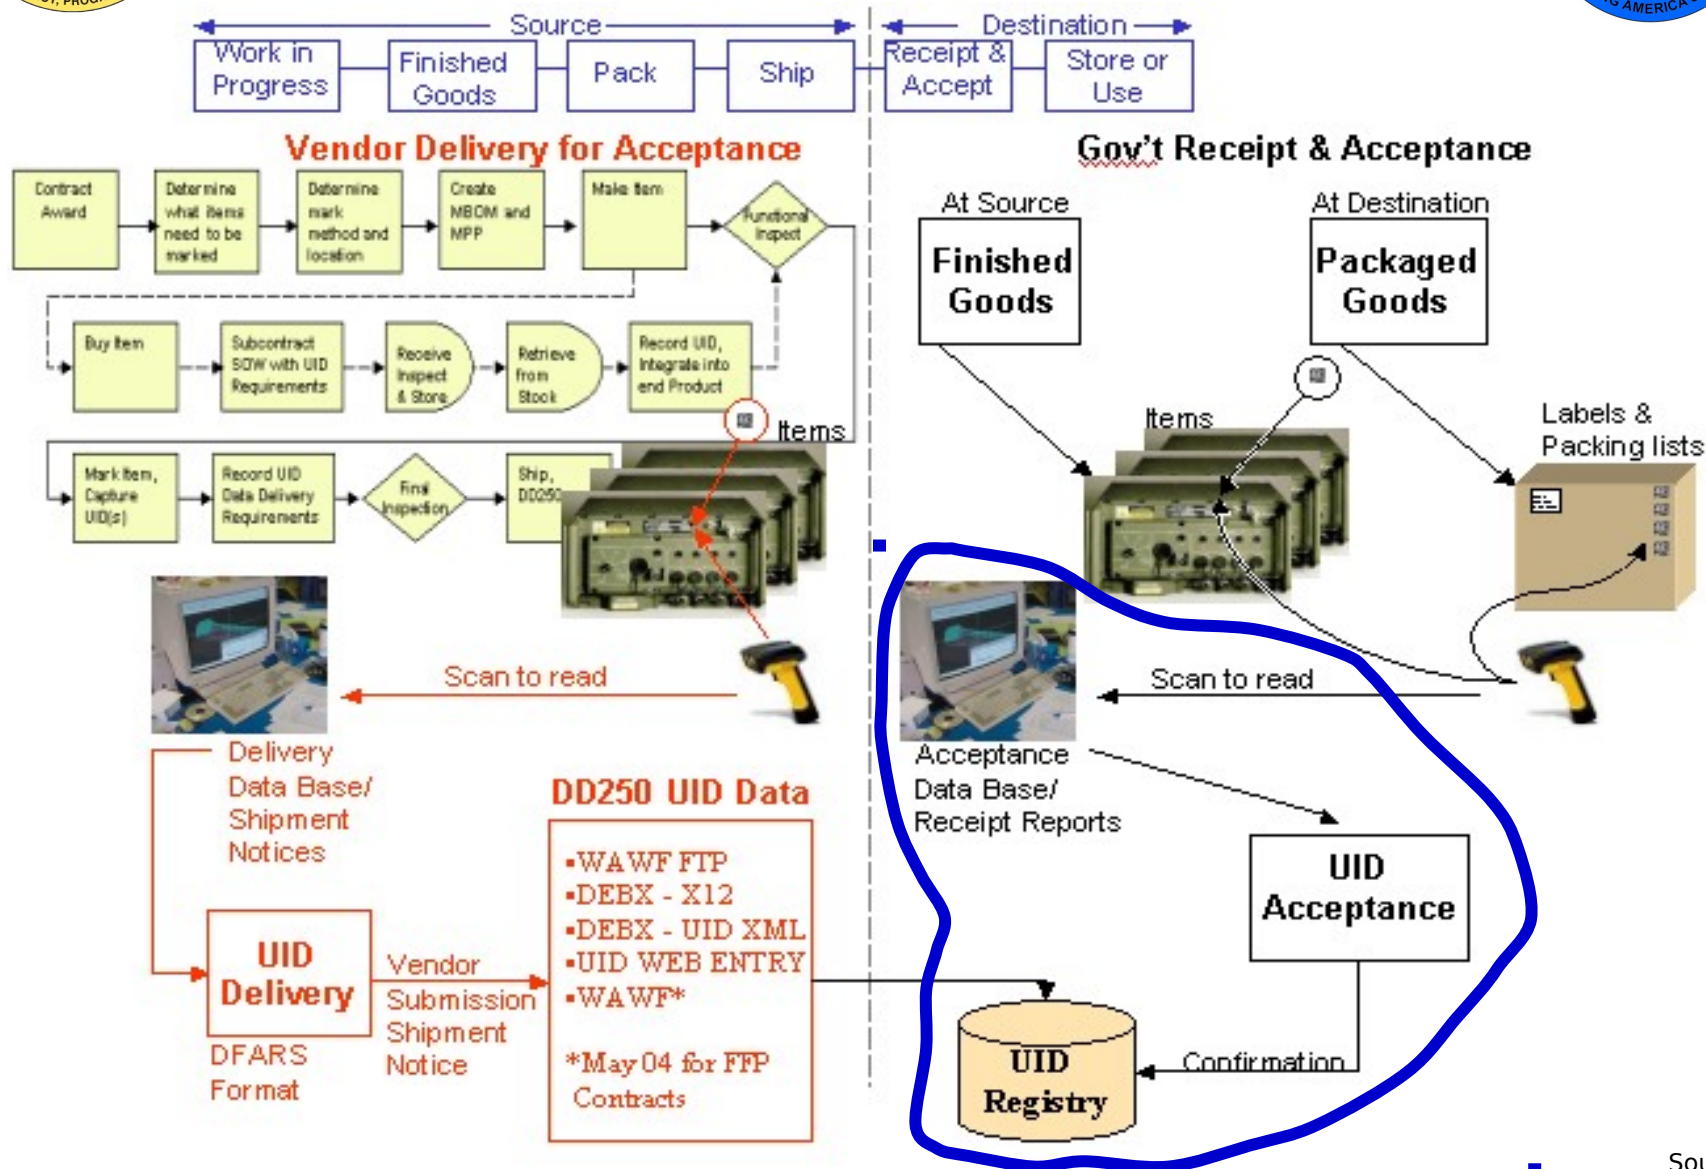 Source
Destination
Work in
Progress
Finished
Goods
Pack
Ship
Receipt &
Accept
Store or
Use
Vendor Delivery for Acceptance
Contract
Award
Determine
what items
need to be
marked
Determine
mark
method and
location
Create
MBOM and
MPP
Make Item
Functional
Inspect
Buy Item
Subcontract
SOW with UID
Requirements
Receive
Inspect
& Store
Retrieve
from
Stock
Record UID,
Integrate into
end Product
Items
Mark Item,
Capture
UID(s)
Record UID
Data Delivery
Requirements
Final
Inspection
Ship,
DD250
Scan to read
Delivery
Data Base/
Shipment
Notices
UID
Delivery
DFARS
Format
Vendor
Submission
Shipment
Notice
DD250 UID Data
▪WAWF FTP
▪DEBX - X12
▪DEBX - UID XML
▪UID WEB ENTRY
▪WAWF*
*May 04 for FFP
Contracts
Gov't Receipt & Acceptance
At Source
Finished
Goods
At Destination
Packaged
Goods
Items
Labels &
Packing lists
Scan to read
Acceptance
Data Base/
Receipt Reports
UID
Acceptance
Confirmation
UID
Registry